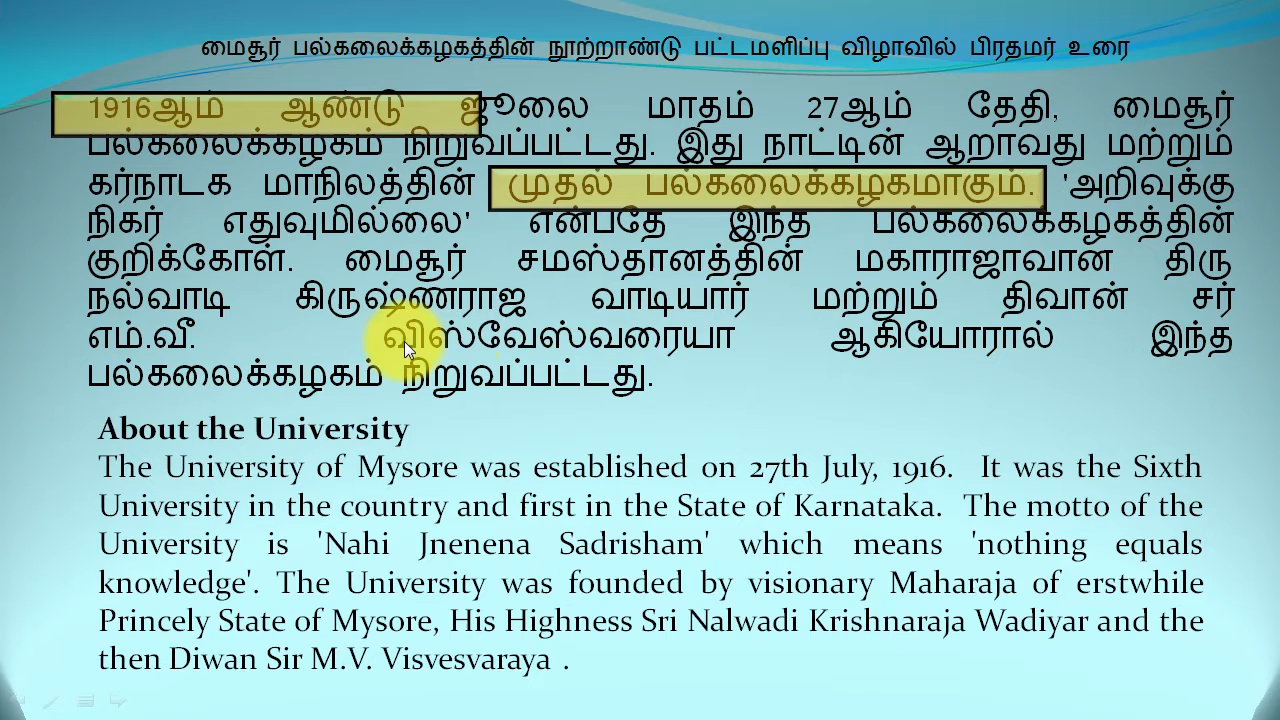 மைசூர் பல்கலைக்கழகத்தின் நூற்றாண்டு பட்டமளிப்பு விழாவில் பிரதமர் உரை
1916ஆம் ஆண்டு ஜூலை மாதம் 27ஆம் தேதி, மைசூர்
பல்கலைக்கழகம் நிறுவப்பட்டது. இது நாட்டின் ஆறாவது மற்றும்
கர்நாடக மாநிலத்தின் முதல் பல்கலைக்கழகமாகும். 'அறிவுக்கு
நிகர் எதுவுமில்லை' என்பதே இந்த பல்கலைக்கழகத்தின்
குறிக்கோள். மைசூர் சமஸ்தானத்தின் மகாராஜாவான திரு
நல்வாடி கிருஷ்ணராஜ வாடியார் மற்றும் திவான் சர்
எம்.வீ. விஸ்வேஸ்வரையா ஆகியோரால் இந்த
பல்கலைக்கழகம் நிறுவப்பட்டது.
About the University
The University of Mysore was established on 27th July, 1916. It was the Sixth
University in the country and first in the State of Karnataka. The motto of the
University is 'Nahi Jnenena Sadrisham' which means 'nothing equals
knowledge'. The University was founded by visionary Maharaja of erstwhile
Princely State of Mysore, His Highness Sri Nalwadi Krishnaraja Wadiyar and the
then Diwan Sir M.V. Visvesvaraya .